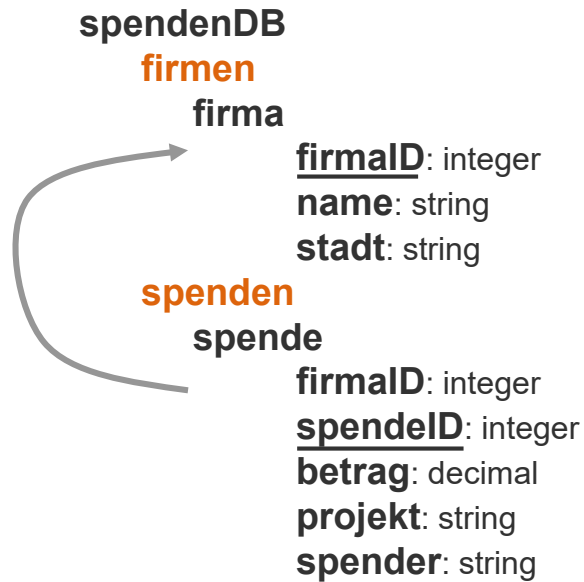 spendenDB
firmen
firma
firmaID: integer
name: string
stadt: string
spenden
spende
firmaID: integer
spendeID: integer
betrag: decimal
projekt: string
spender: string